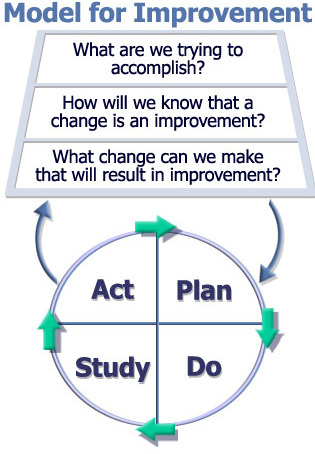 Model for Improvement
What are we trying to
accomplish?
How will we know that a
change is an improvement?
What change can we make
that will result in improvement?
Act
Plan
Study
Do